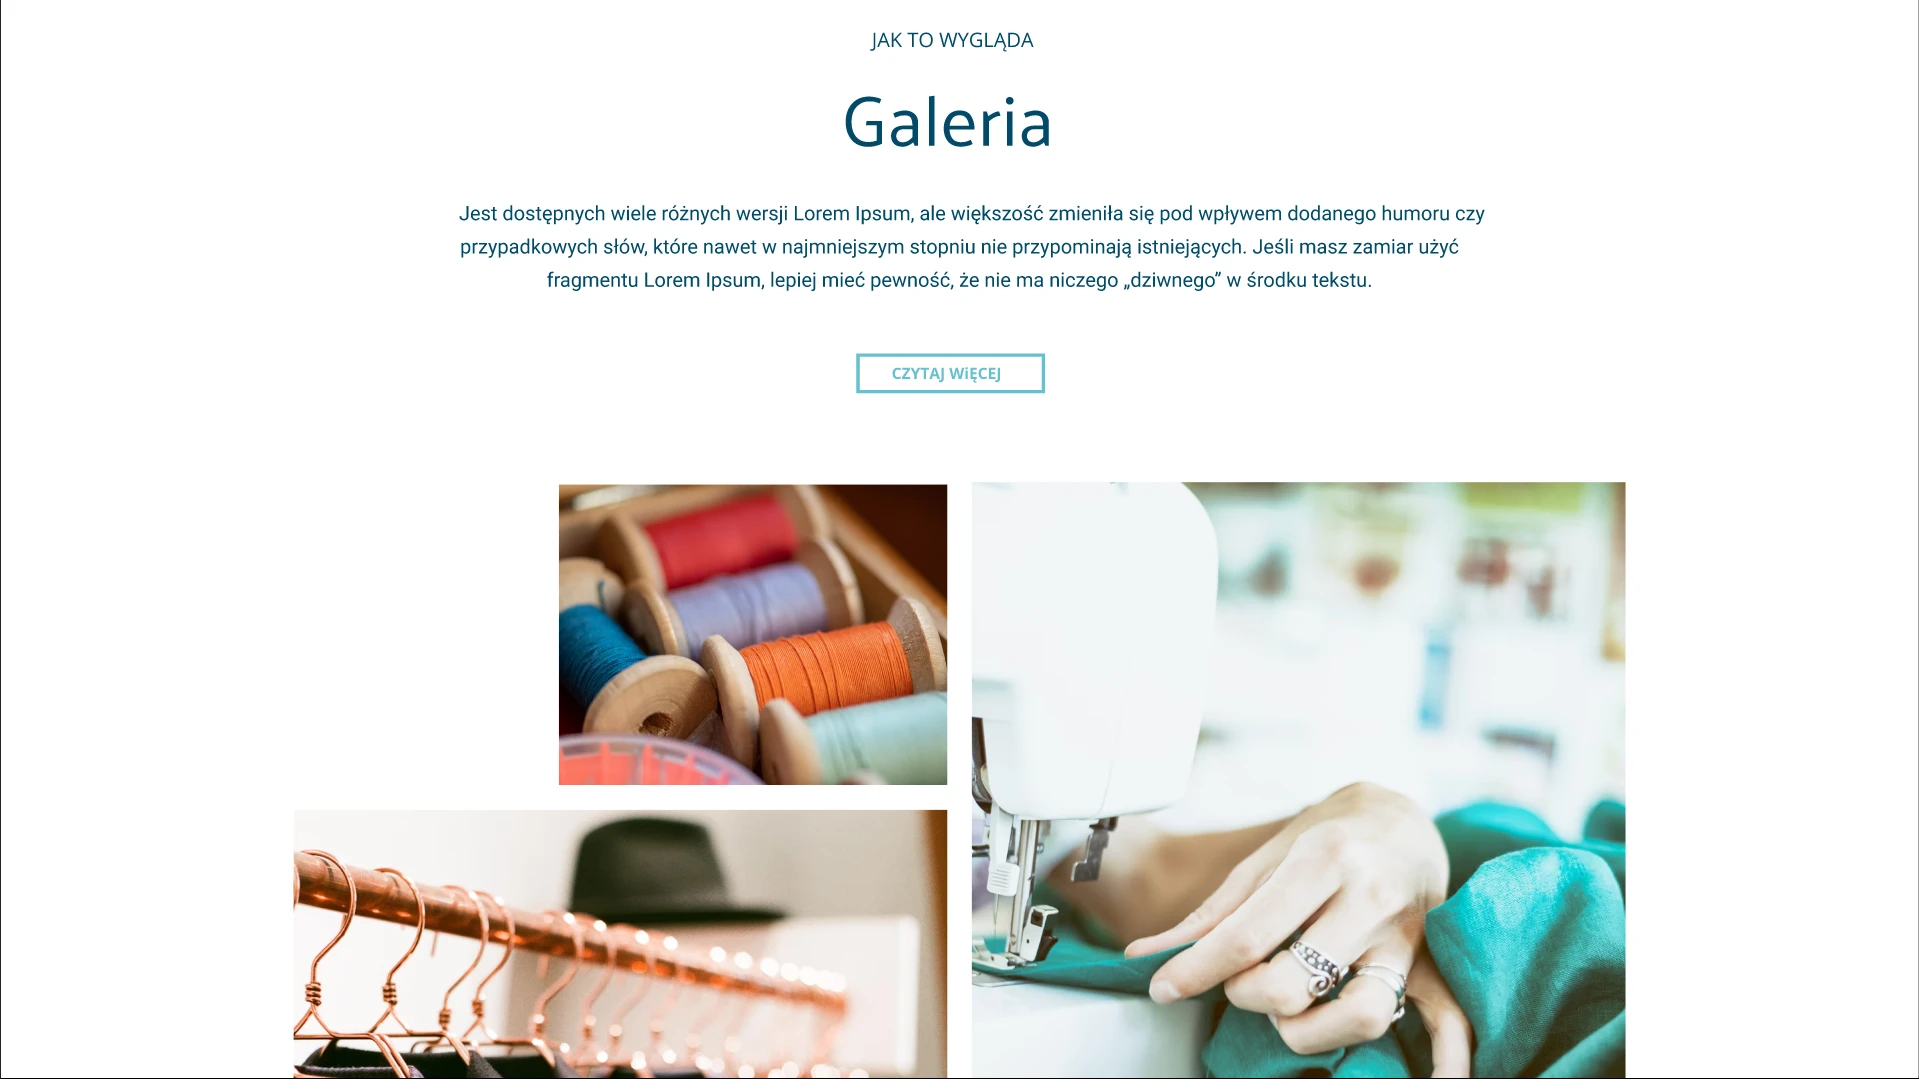 JAK TO WYGLĄDA
Galeria
Jest dostępnych wiele różnych wersji Lorem Ipsum, ale większość zmieniła się pod wpływem dodanego humoru czy
przypadkowych słów, które nawet w najmniejszym stopniu nie przypominają istniejących. Jeśli masz zamiar użyć
fragmentu Lorem Ipsum, lepiej mieć pewność, że nie ma niczego „dziwnego” w środku tekstu.
CZYTAJ WiĘCEJ